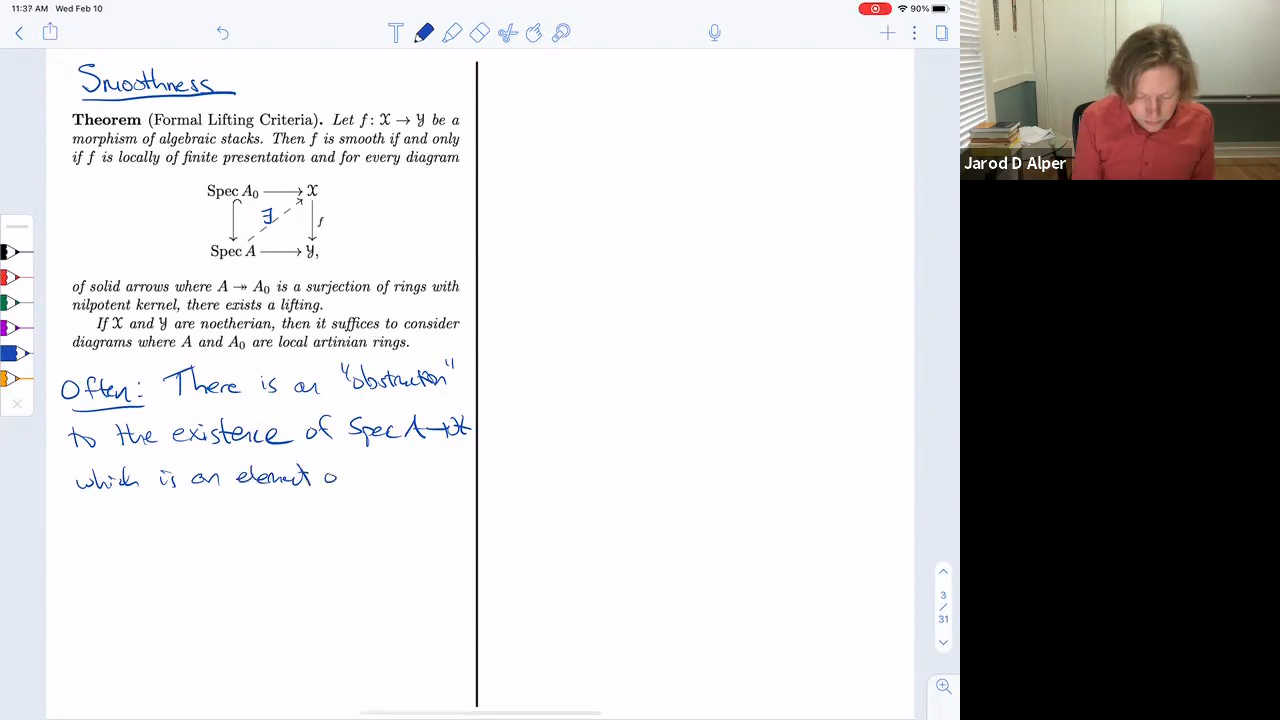 11:37 AM Wed Feb 10
90%
Smoothness
Theorem (Formal Lifting Criteria). Let f: X → Y be a
morphism of algebraic stacks. Then f is smooth if and only
if f is locally of finite presentation and for every diagram
Spec A₀ → X
∃ f
Spec A → Y,
of solid arrows where A ↠ A₀ is a surjection of rings with
nilpotent kernel, there exists a lifting.
If X and Y are noetherian, then it suffices to consider
diagrams where A and A₀ are local artinian rings.
Often: There is an "obstruction"
to the existence of Spec A → X
which is an element o
3
/
31
Jarod D Alper